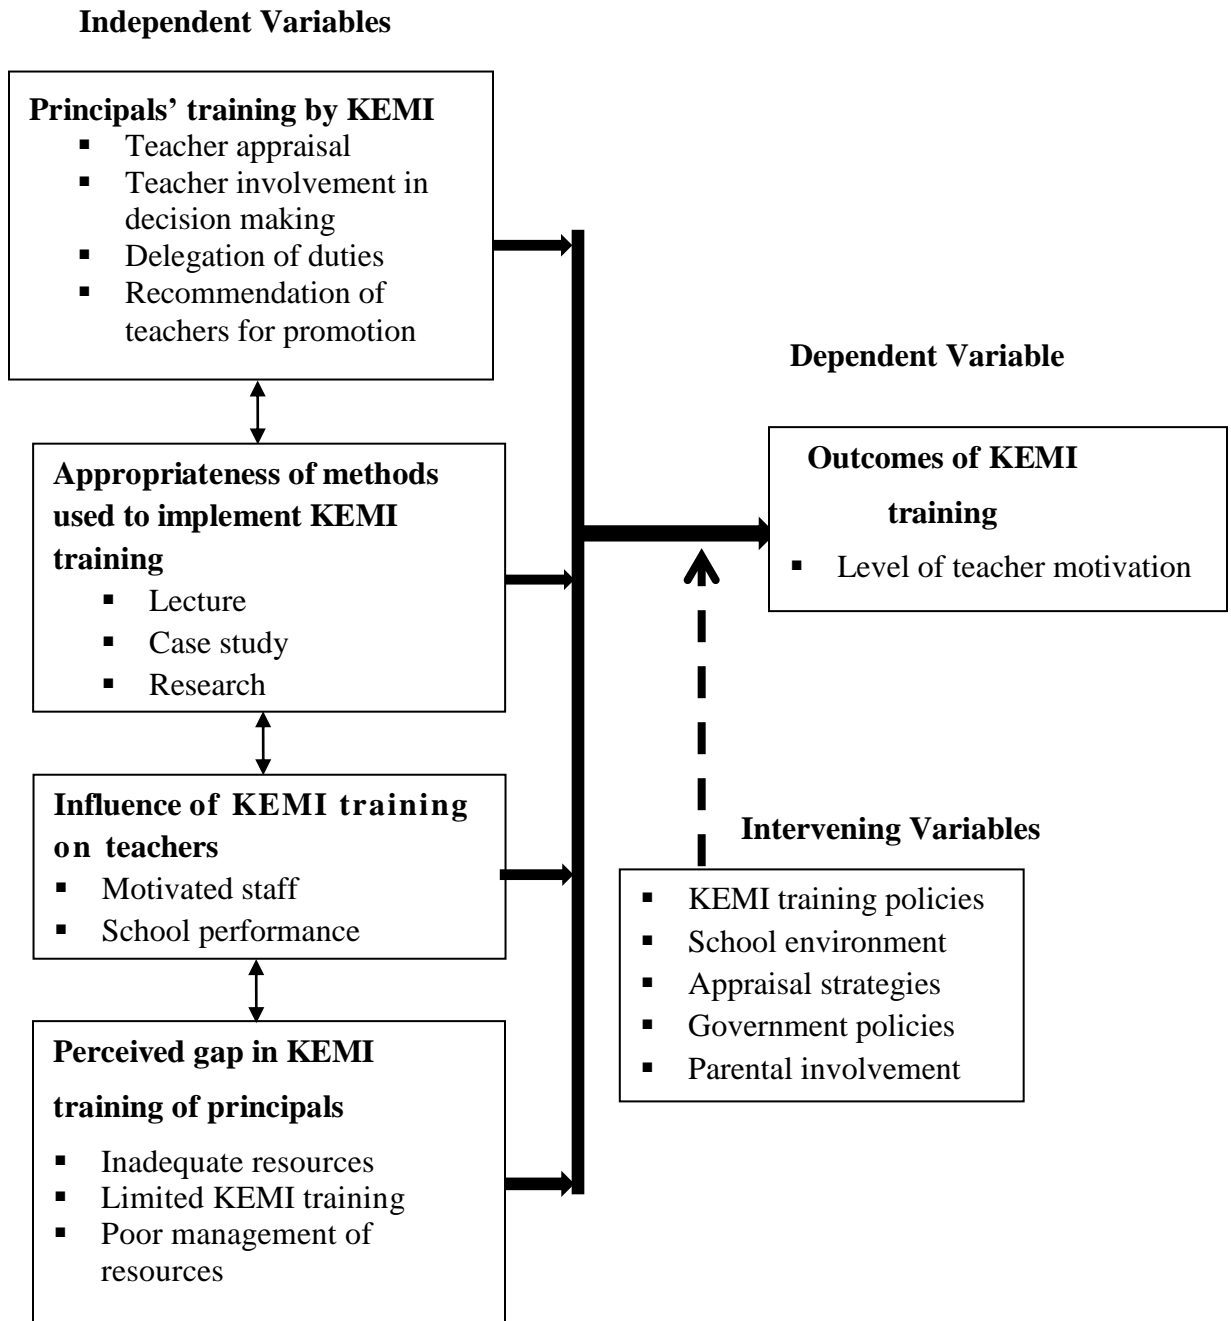 Independent Variables
Principals’ training by KEMI
▪ Teacher appraisal
▪ Teacher involvement in
decision making
▪ Delegation of duties
▪ Recommendation of
teachers for promotion
Appropriateness of methods
used to implement KEMI
training
▪ Lecture
▪ Case study
▪ Research
Influence of KEMI training
on teachers
▪ Motivated staff
▪ School performance
Perceived gap in KEMI
training of principals
▪ Inadequate resources
▪ Limited KEMI training
▪ Poor management of
resources
Dependent Variable
Outcomes of KEMI
training
▪ Level of teacher motivation
Intervening Variables
▪ KEMI training policies
▪ School environment
▪ Appraisal strategies
▪ Government policies
▪ Parental involvement